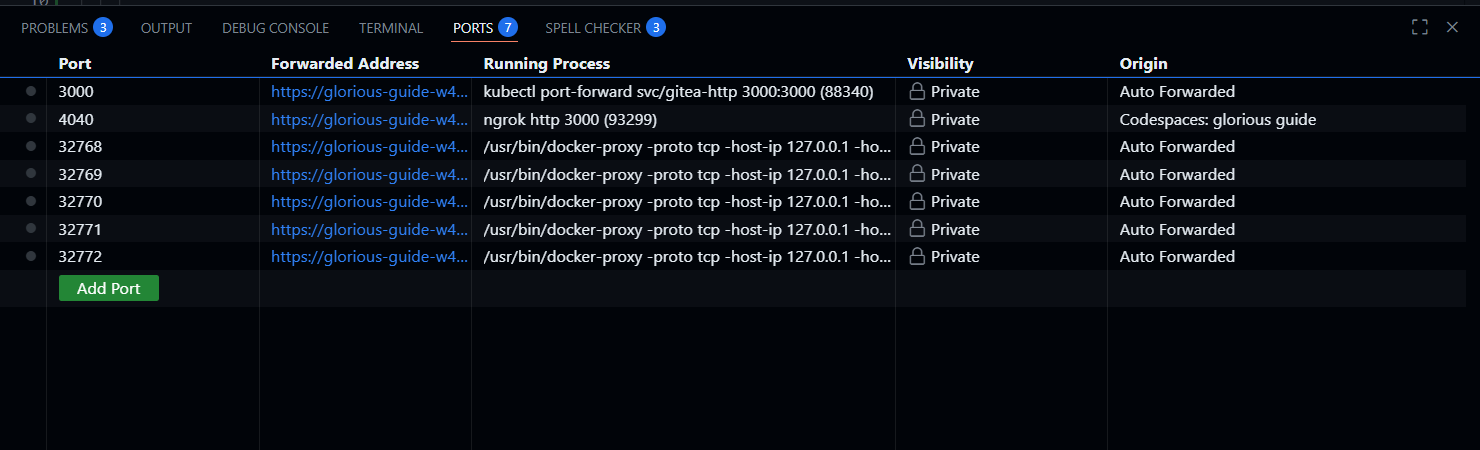 PROBLEMS 3 OUTPUT DEBUG CONSOLE TERMINAL PORTS 7 SPELL CHECKER 3
Port Forwarded Address Running Process Visibility Origin
3000 https://glorious-guide-w4... kubectl port-forward svc/gitea-http 3000:3000 (88340) Private Auto Forwarded
4040 https://glorious-guide-w4... ngrok http 3000 (93299) Private Codespaces: glorious guide
32768 https://glorious-guide-w4... /usr/bin/docker-proxy -proto tcp -host-ip 127.0.0.1 -ho... Private Auto Forwarded
32769 https://glorious-guide-w4... /usr/bin/docker-proxy -proto tcp -host-ip 127.0.0.1 -ho... Private Auto Forwarded
32770 https://glorious-guide-w4... /usr/bin/docker-proxy -proto tcp -host-ip 127.0.0.1 -ho... Private Auto Forwarded
32771 https://glorious-guide-w4... /usr/bin/docker-proxy -proto tcp -host-ip 127.0.0.1 -ho... Private Auto Forwarded
32772 https://glorious-guide-w4... /usr/bin/docker-proxy -proto tcp -host-ip 127.0.0.1 -ho... Private Auto Forwarded
Add Port